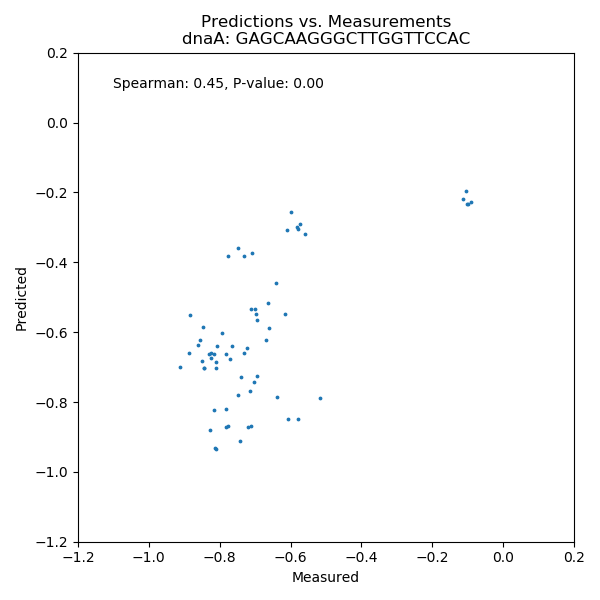 Predictions vs. Measurements
dnaA: GAGCAAGGGCTTGGTTCCAC
Spearman: 0.45, P-value: 0.00
0.2
0.0
−0.2
−0.4
−0.6
−0.8
−1.0
−1.2
Predicted
−1.2 −1.0 −0.8 −0.6 −0.4 −0.2 0.0 0.2
Measured